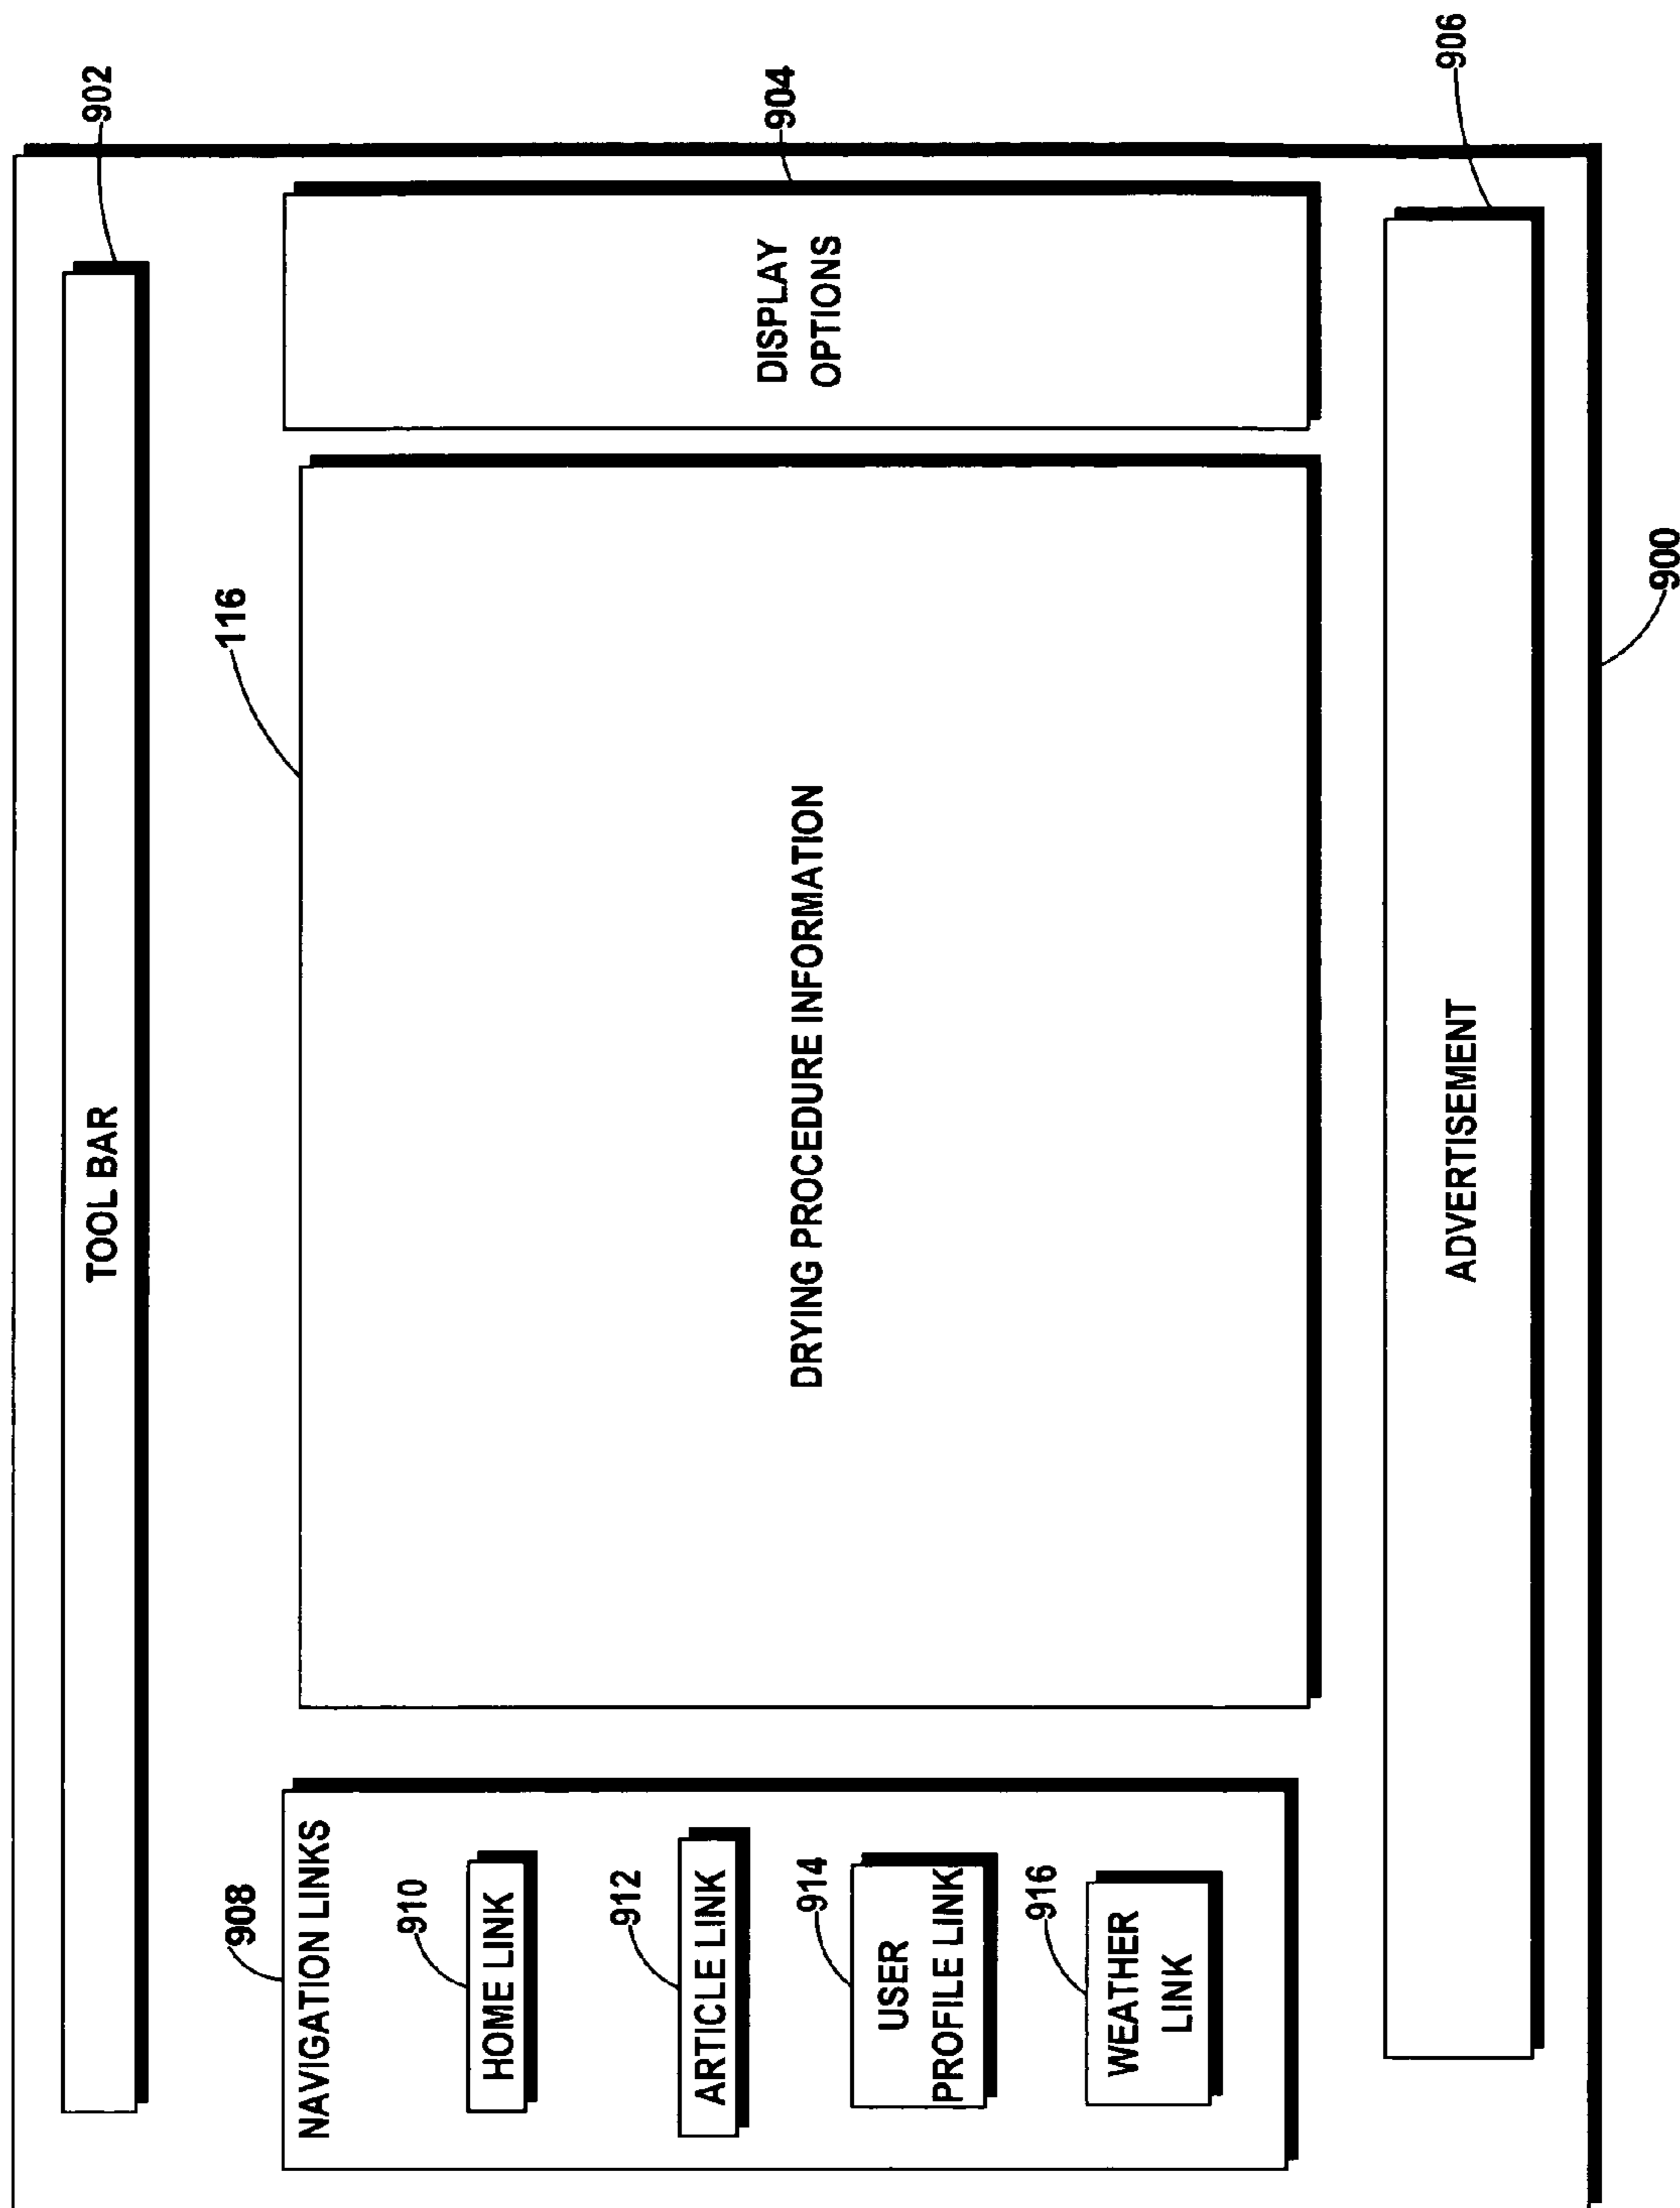 902
TOOL BAR
908
NAVIGATION LINKS
910
HOME LINK
912
ARTICLE LINK
914
USER
PROFILE LINK
916
WEATHER
LINK
116
DRYING PROCEDURE INFORMATION
904
DISPLAY
OPTIONS
906
ADVERTISEMENT
900